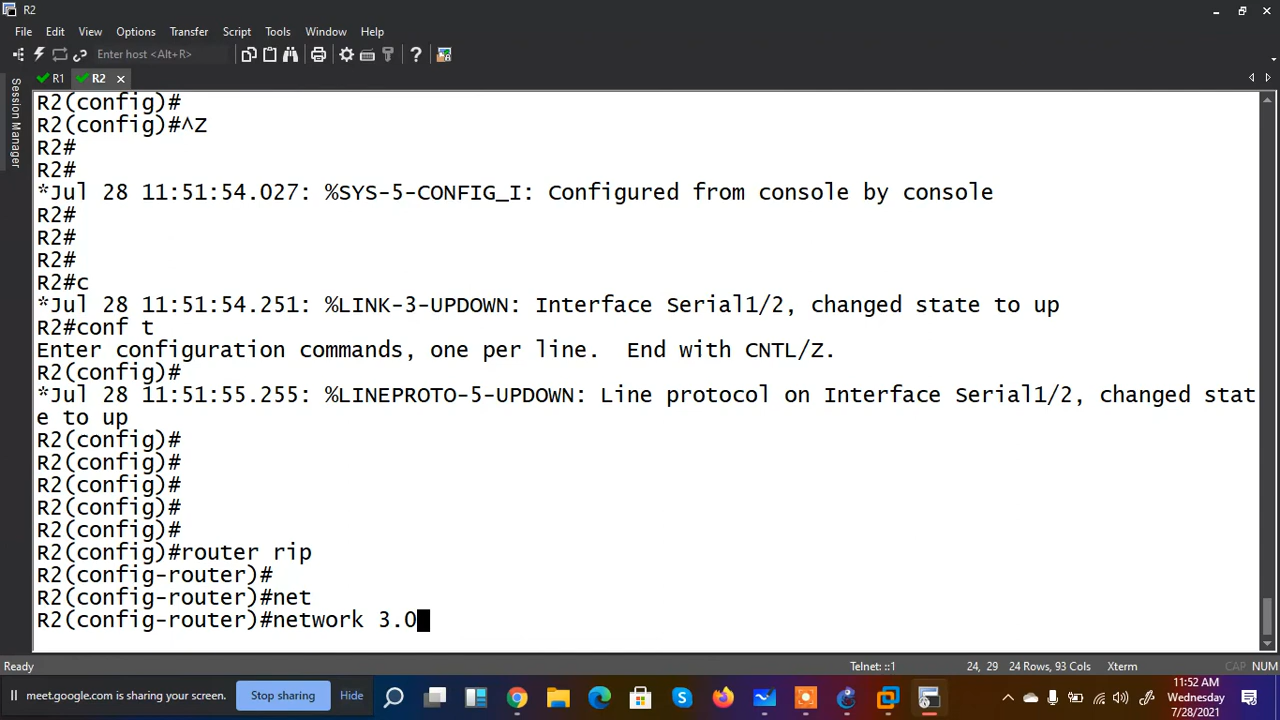 R2
File Edit View Options Transfer Script Tools Window Help
Enter host <Alt+R>
R1 R2
Session Manager
R2(config)#
R2(config)#^Z
R2#
R2#
*Jul 28 11:51:54.027: %SYS-5-CONFIG_I: Configured from console by console
R2#
R2#
R2#
R2#c
*Jul 28 11:51:54.251: %LINK-3-UPDOWN: Interface Serial1/2, changed state to up
R2#conf t
Enter configuration commands, one per line.  End with CNTL/Z.
R2(config)#
*Jul 28 11:51:55.255: %LINEPROTO-5-UPDOWN: Line protocol on Interface Serial1/2, changed stat
e to up
R2(config)#
R2(config)#
R2(config)#
R2(config)#
R2(config)#
R2(config)#router rip
R2(config-router)#
R2(config-router)#net
R2(config-router)#network 3.0
Ready Telnet: ::1 24, 29 24 Rows, 93 Cols Xterm CAP NUM
meet.google.com is sharing your screen. Stop sharing Hide
11:52 AM
Wednesday
7/28/2021